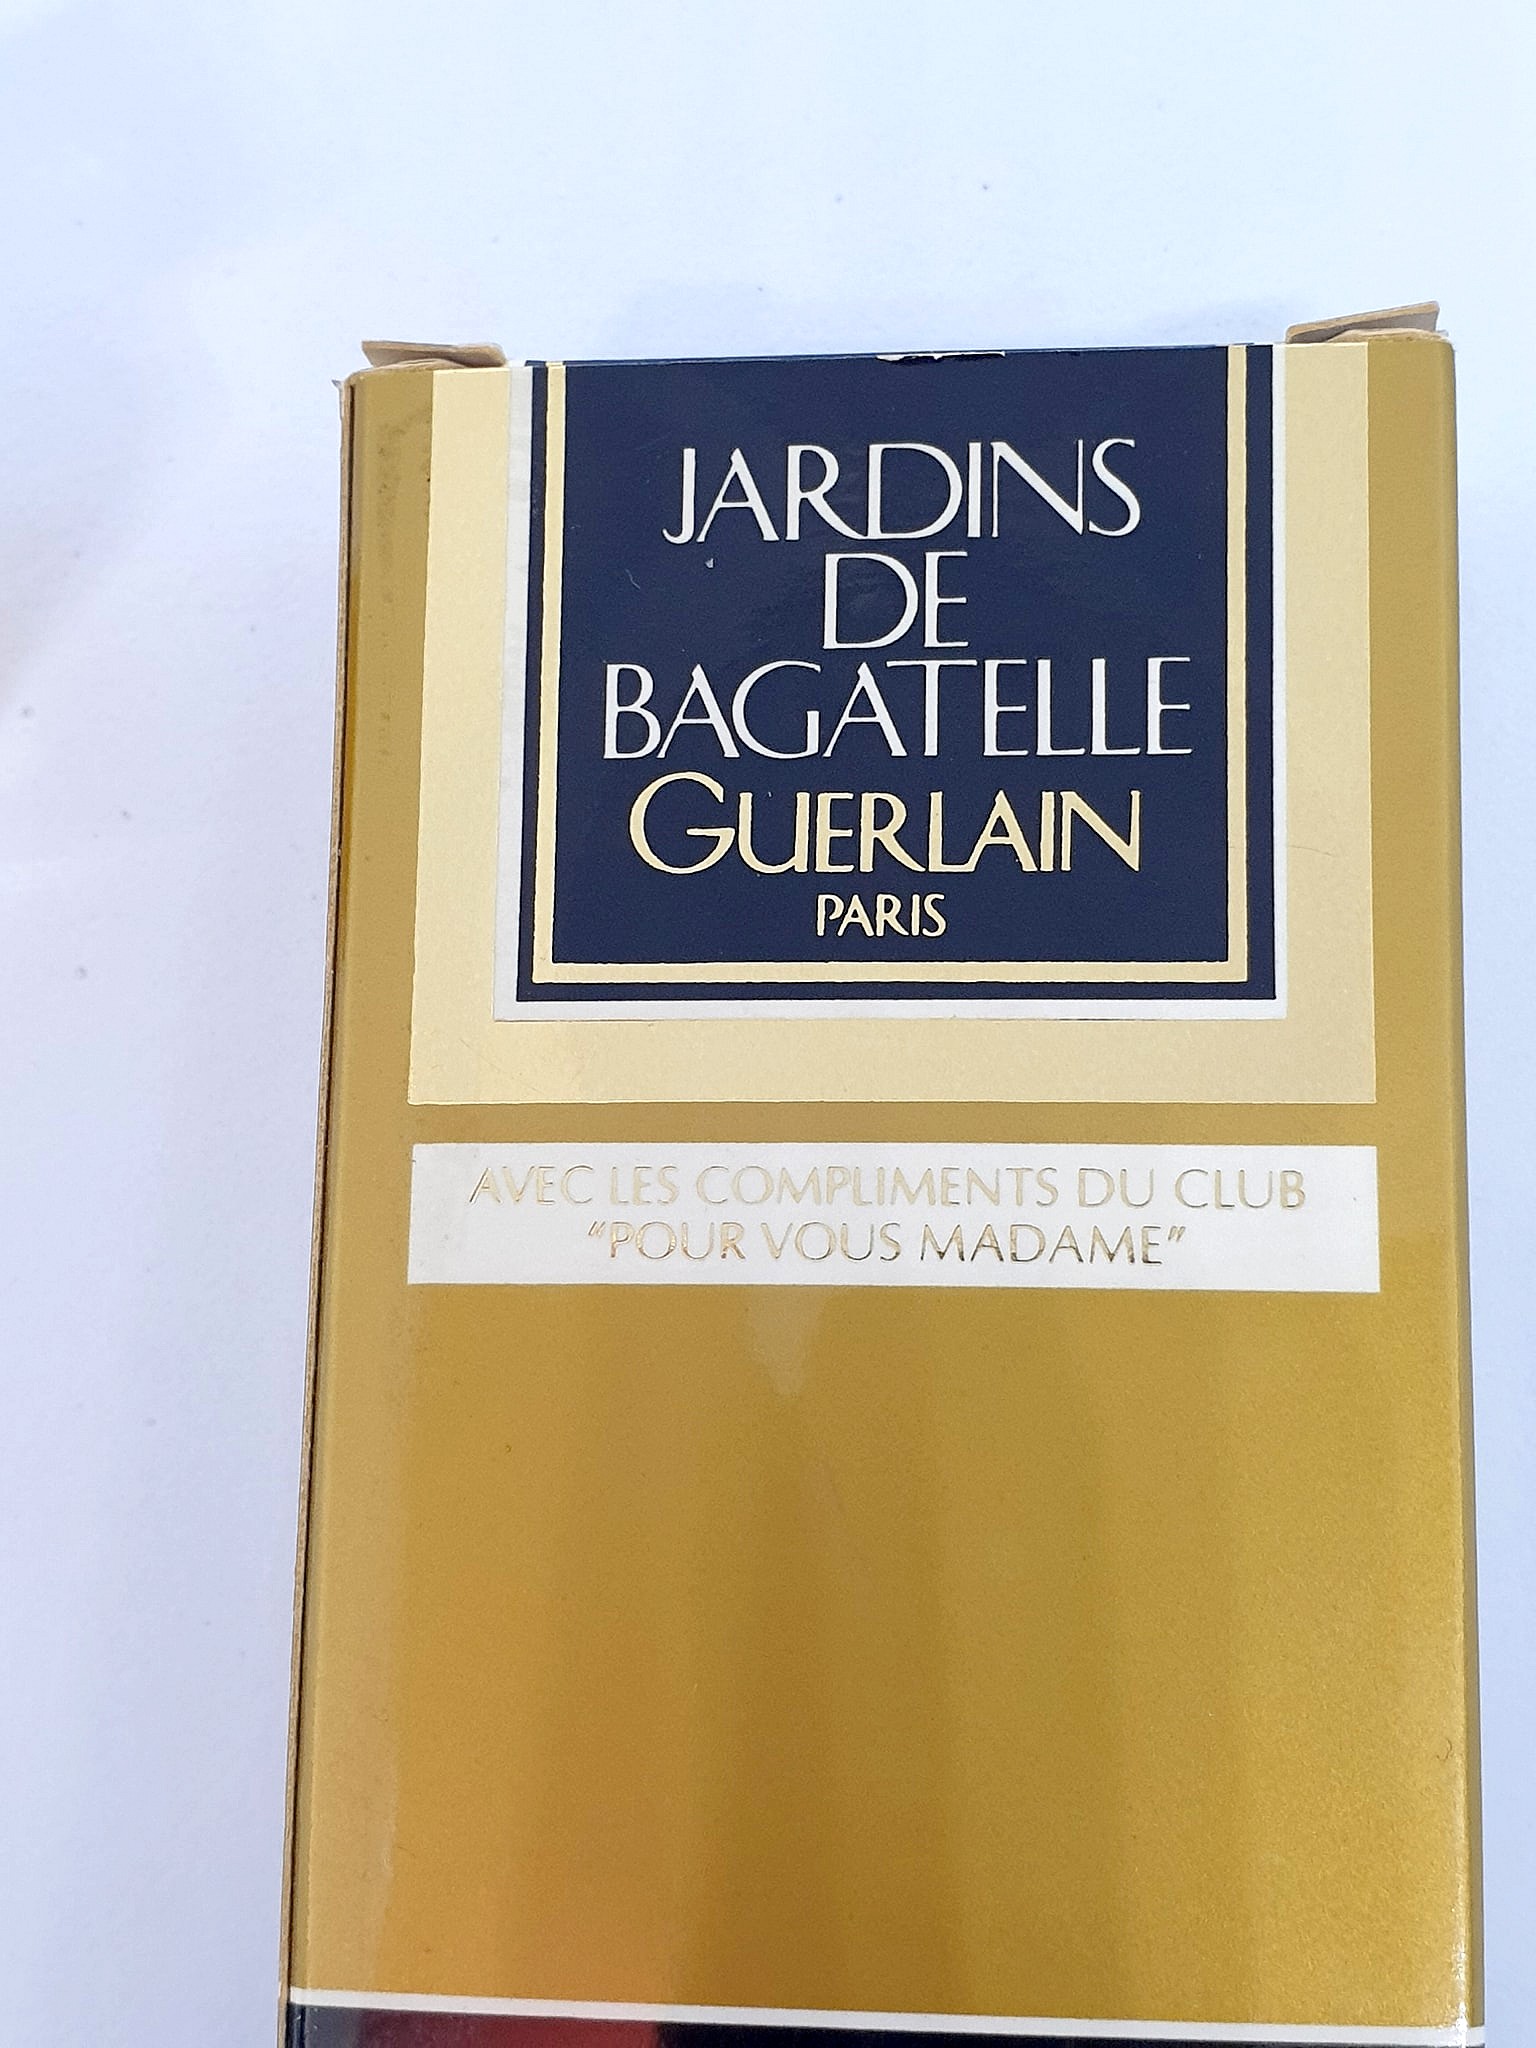 JARDINS
DE
BAGATELLE
GUERLAIN
PARIS
AVEC LES COMPLIMENTS DU CLUB
"POUR VOUS MADAME"